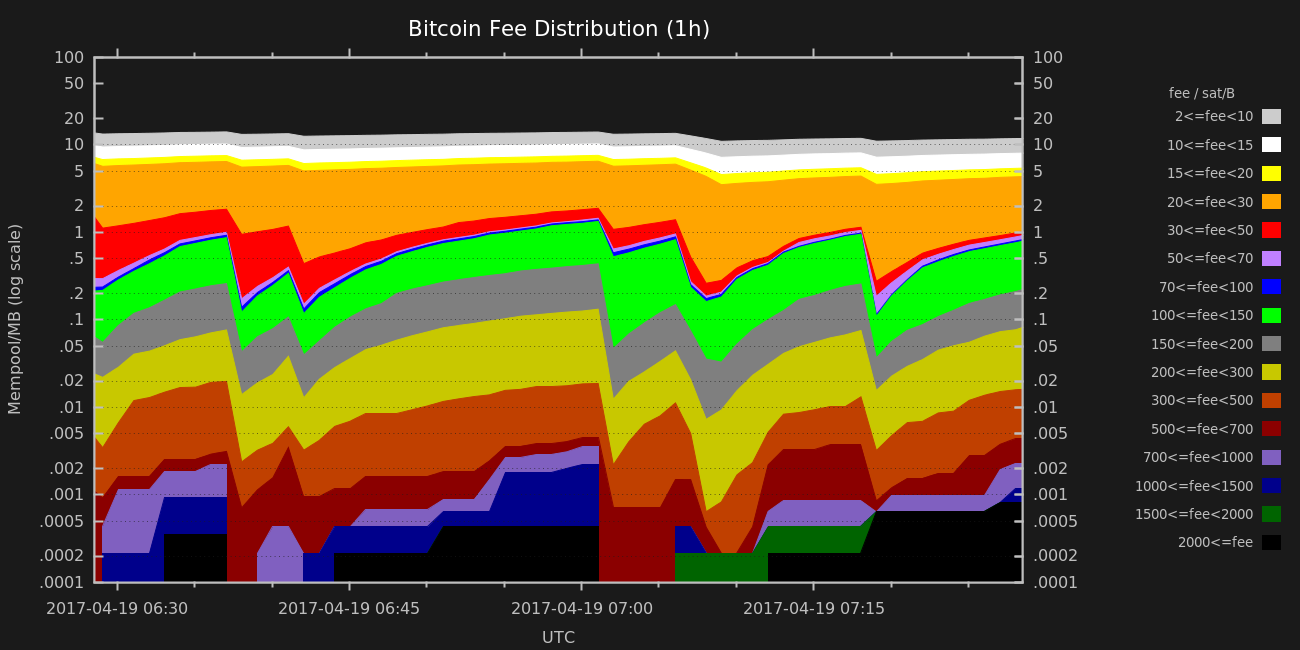 Bitcoin Fee Distribution (1h)
100 100
50 50
20 20
10 10
5 5
2 2
1 1
.5 .5
.2 .2
.1 .1
.05 .05
.02 .02
.01 .01
.005 .005
.002 .002
.001 .001
.0005 .0005
.0002 .0002
.0001 .0001
Mempool/MB (log scale)
2017-04-19 06:30 2017-04-19 06:45 2017-04-19 07:00 2017-04-19 07:15
UTC
fee / sat/B
2<=fee<10
10<=fee<15
15<=fee<20
20<=fee<30
30<=fee<50
50<=fee<70
70<=fee<100
100<=fee<150
150<=fee<200
200<=fee<300
300<=fee<500
500<=fee<700
700<=fee<1000
1000<=fee<1500
1500<=fee<2000
2000<=fee